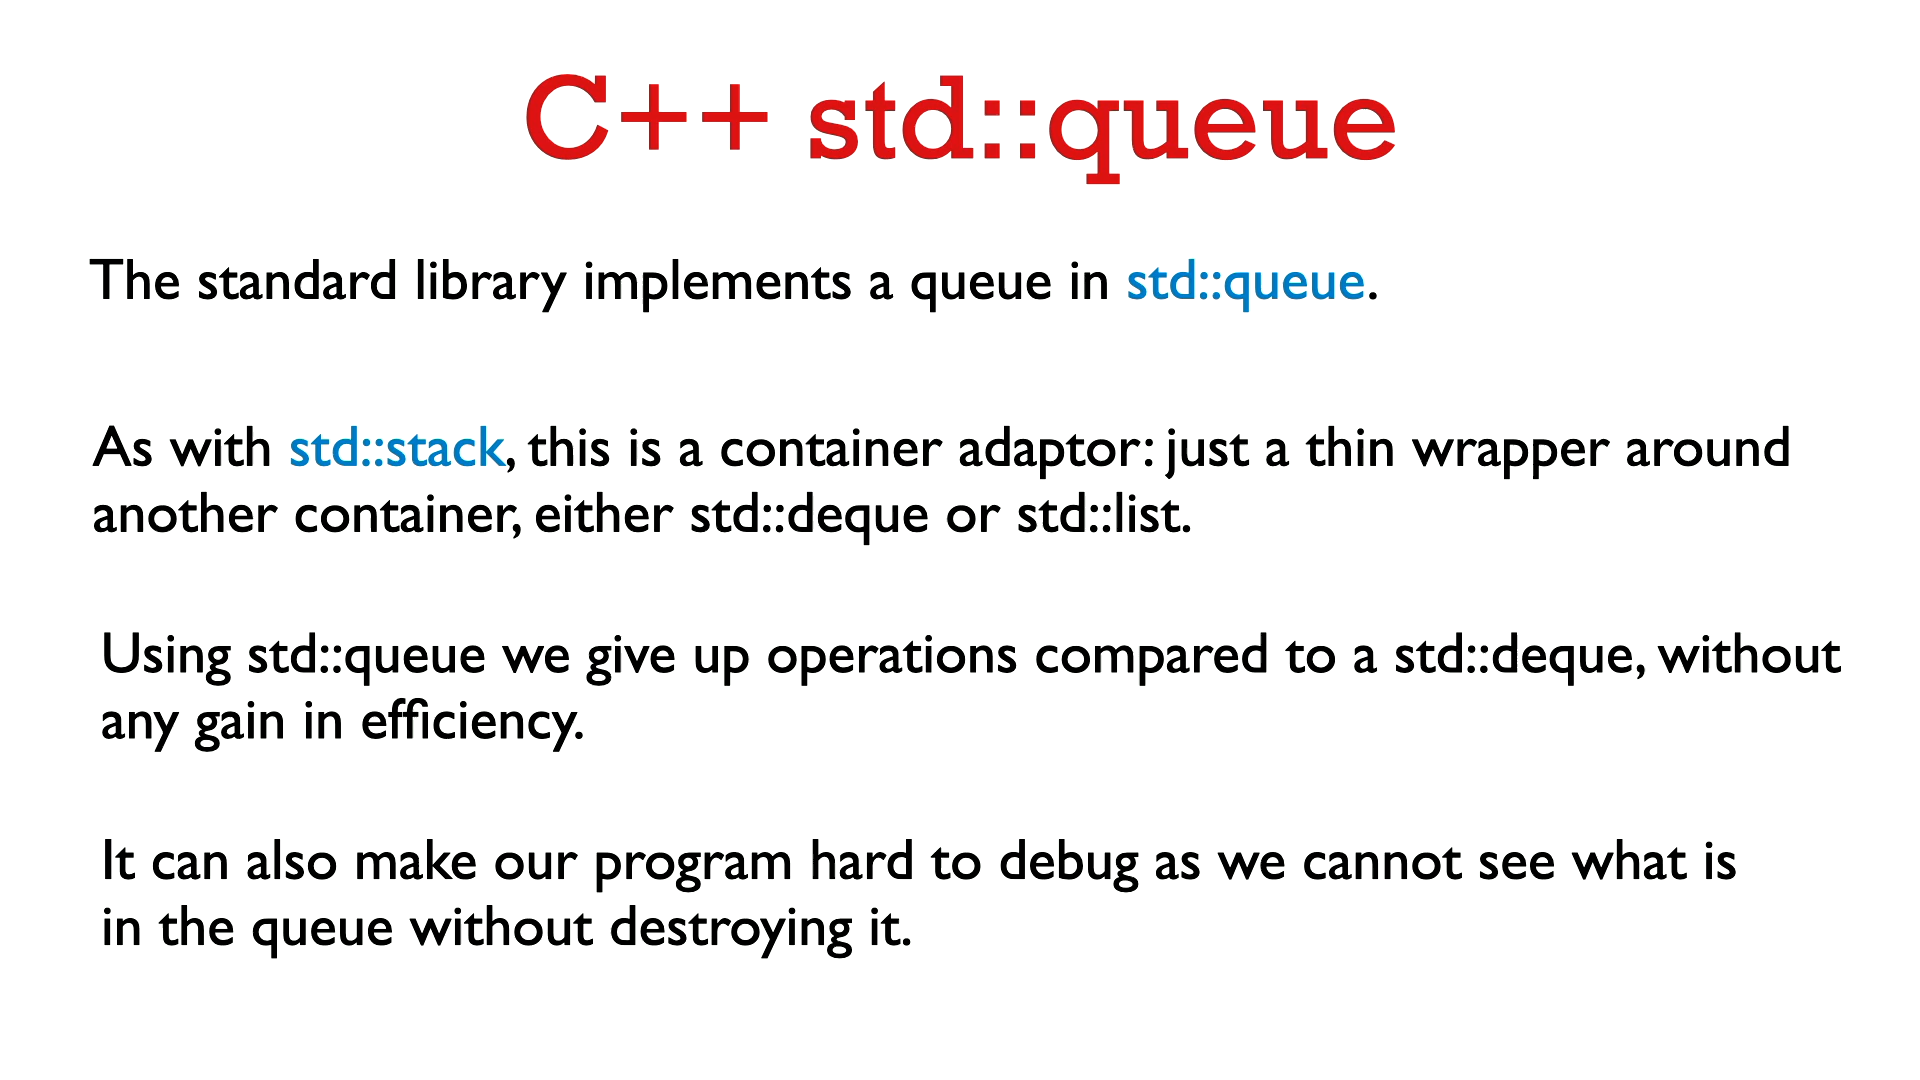 C++ std::queue
The standard library implements a queue in std::queue.
As with std::stack, this is a container adaptor: just a thin wrapper around
another container, either std::deque or std::list.
Using std::queue we give up operations compared to a std::deque, without
any gain in efficiency.
It can also make our program hard to debug as we cannot see what is
in the queue without destroying it.